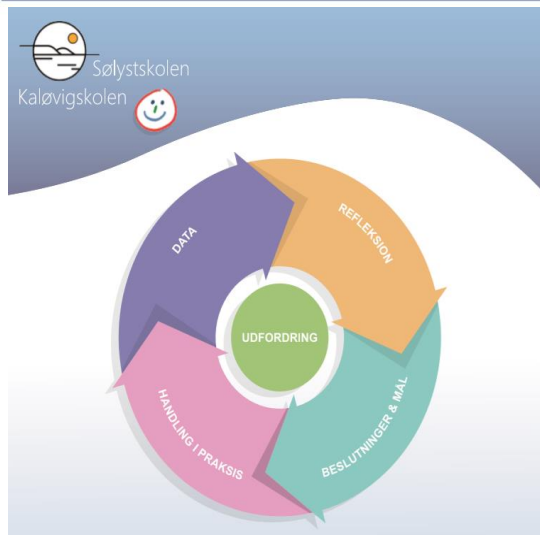 Sølystskolen
Kaløvigskolen
DATA
REFLEKSION
UDFORDRING
HANDLING I PRAKSIS
BESLUTNINGER & MÅL